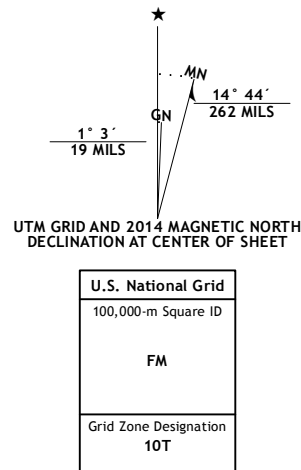 ★
MN
GN
1° 3´
19 MILS
14° 44´
262 MILS
UTM GRID AND 2014 MAGNETIC NORTH
DECLINATION AT CENTER OF SHEET
U.S. National Grid
100,000-m Square ID
FM
Grid Zone Designation
10T